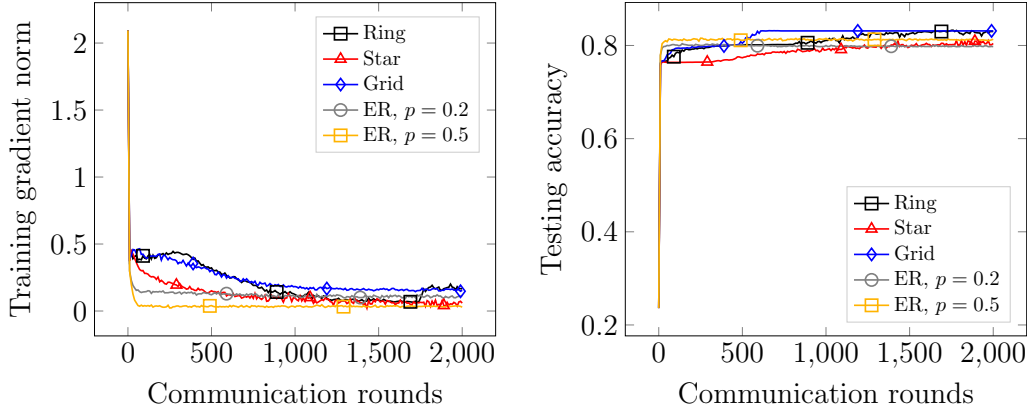 Training gradient norm
2
1.5
1
0.5
0
0
500
1,000
1,500
2,000
Communication rounds
Ring
Star
Grid
ER, p = 0.2
ER, p = 0.5
Testing accuracy
0.8
0.6
0.4
0.2
0
500
1,000
1,500
2,000
Communication rounds
Ring
Star
Grid
ER, p = 0.2
ER, p = 0.5